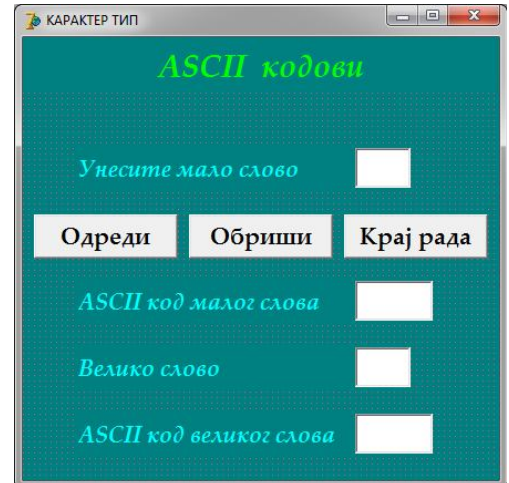 КАРАКТЕР ТИП
ASCII кодови
Унесите мало слово
Одреди Обриши Крај рада
ASCII код малог слова
Велико слово
ASCII код великог слова